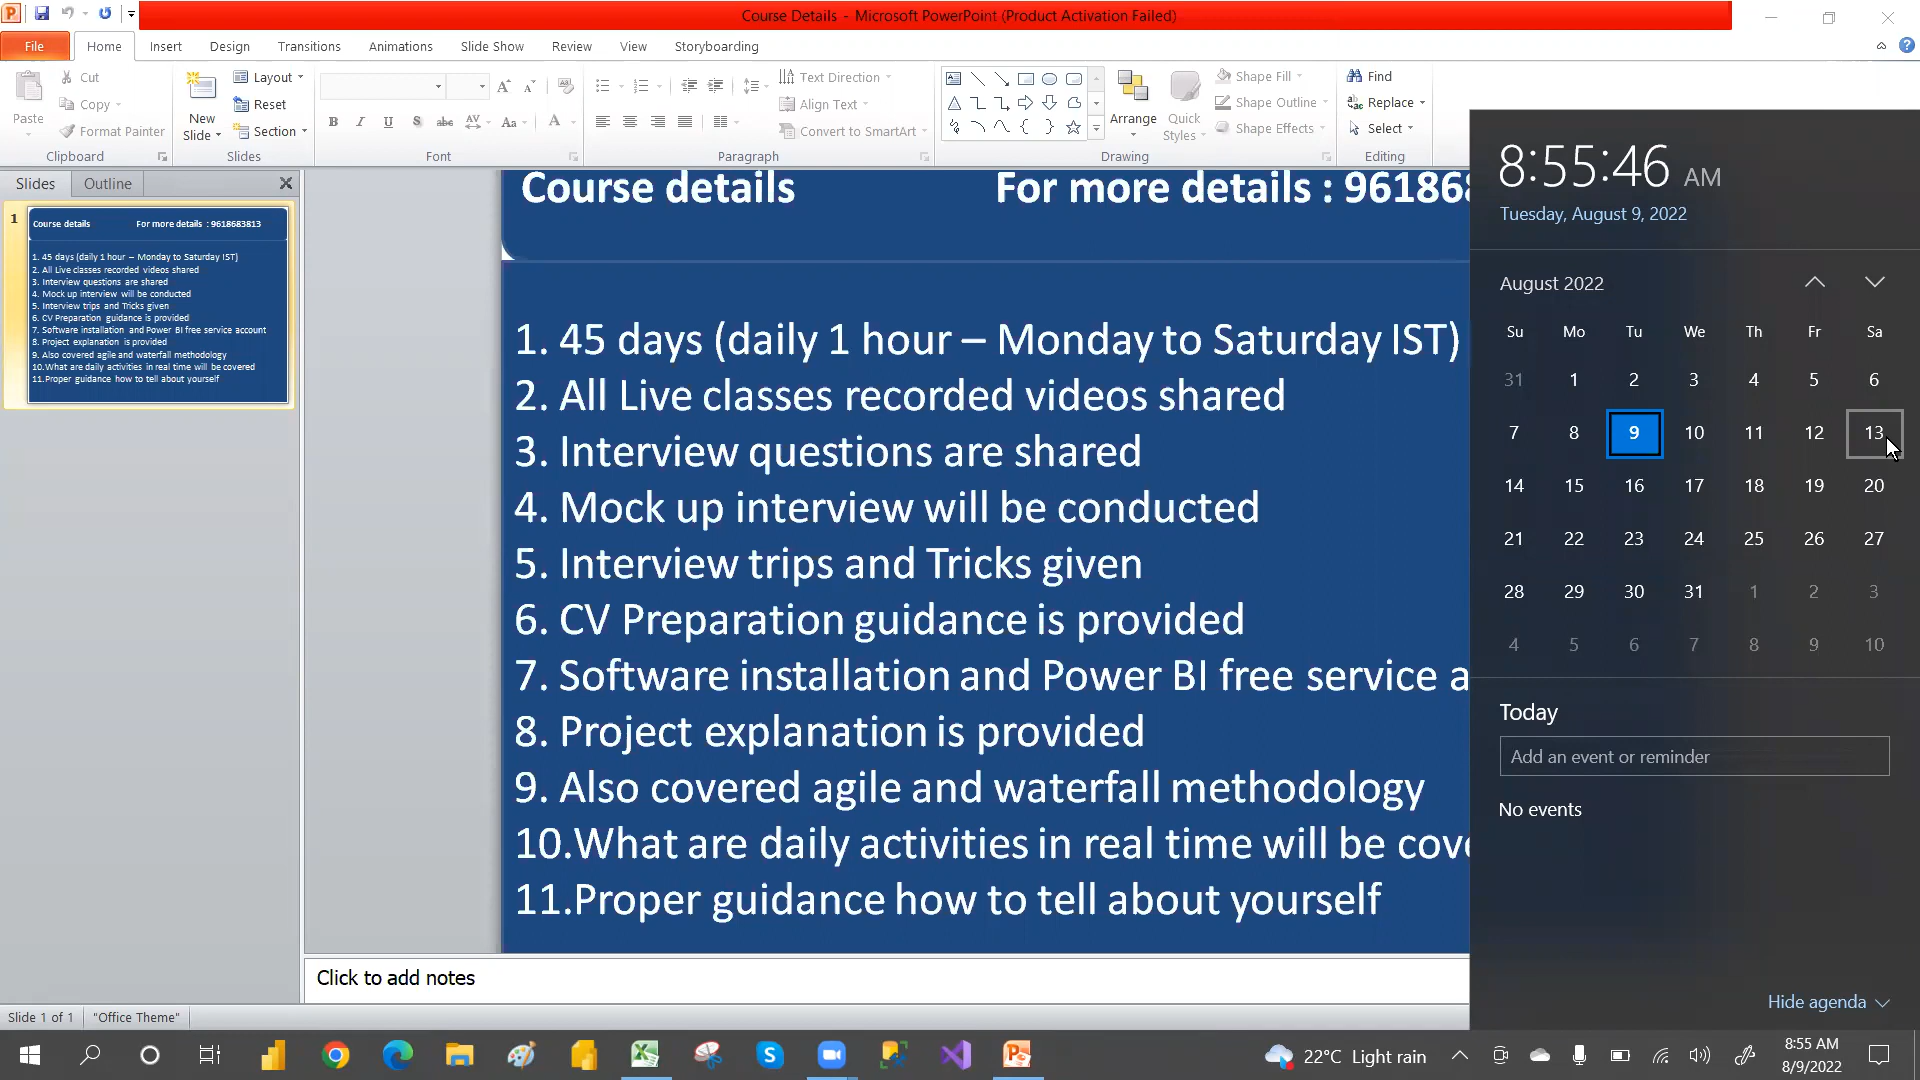 Course Details - Microsoft PowerPoint (Product Activation Failed)
File Home Insert Design Transitions Animations Slide Show Review View Storyboarding
Paste
Cut
Copy
Format Painter
Clipboard
New
Slide
Layout
Reset
Section
Slides
Font
Text Direction
Align Text
Convert to SmartArt
Paragraph
Arrange
Quick
Styles
Shape Fill
Shape Outline
Shape Effects
Drawing
Find
Replace
Select
Editing
Slides Outline
1
Course details For more details : 9618683813
1. 45 days (daily 1 hour – Monday to Saturday IST)
2. All Live classes recorded videos shared
3. Interview questions are shared
4. Mock up interview will be conducted
5. Interview trips and Tricks given
6. CV Preparation guidance is provided
7. Software installation and Power BI free service account
8. Project explanation is provided
9. Also covered agile and waterfall methodology
10.What are daily activities in real time will be covered
11.Proper guidance how to tell about yourself
Course details For more details : 96186
1. 45 days (daily 1 hour – Monday to Saturday IST)
2. All Live classes recorded videos shared
3. Interview questions are shared
4. Mock up interview will be conducted
5. Interview trips and Tricks given
6. CV Preparation guidance is provided
7. Software installation and Power BI free service a
8. Project explanation is provided
9. Also covered agile and waterfall methodology
10.What are daily activities in real time will be cov
11.Proper guidance how to tell about yourself
Click to add notes
Slide 1 of 1 "Office Theme"
8:55:46 AM
Tuesday, August 9, 2022
August 2022
Su Mo Tu We Th Fr Sa
31 1 2 3 4 5 6
7 8 9 10 11 12 13
14 15 16 17 18 19 20
21 22 23 24 25 26 27
28 29 30 31 1 2 3
4 5 6 7 8 9 10
Today
Add an event or reminder
No events
Hide agenda
22°C Light rain
8:55 AM
8/9/2022